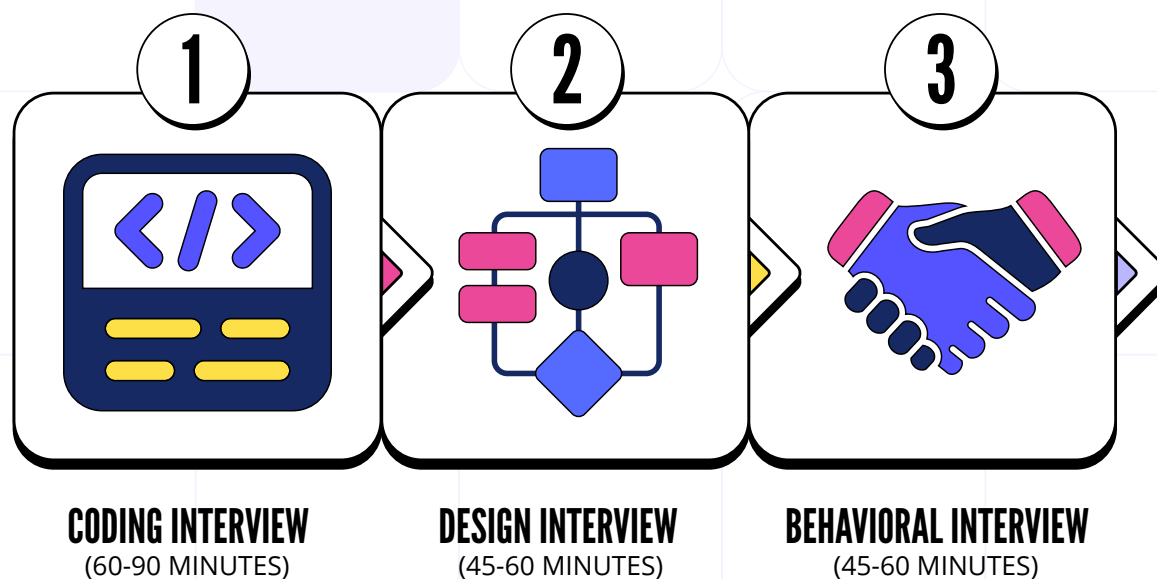 1
2
3
</>
CODING INTERVIEW
(60-90 MINUTES)
DESIGN INTERVIEW
(45-60 MINUTES)
BEHAVIORAL INTERVIEW
(45-60 MINUTES)